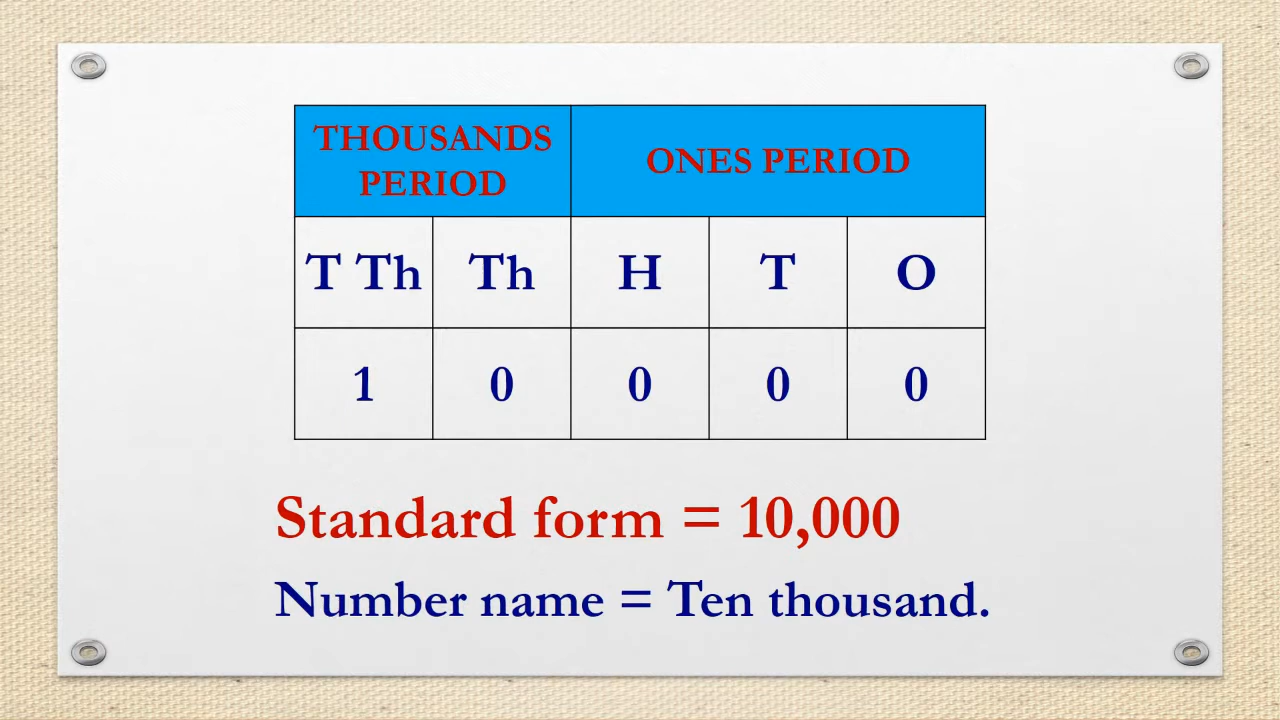 THOUSANDS
PERIOD
ONES PERIOD
T Th Th H T O
1 0 0 0 0
Standard form = 10,000
Number name = Ten thousand.